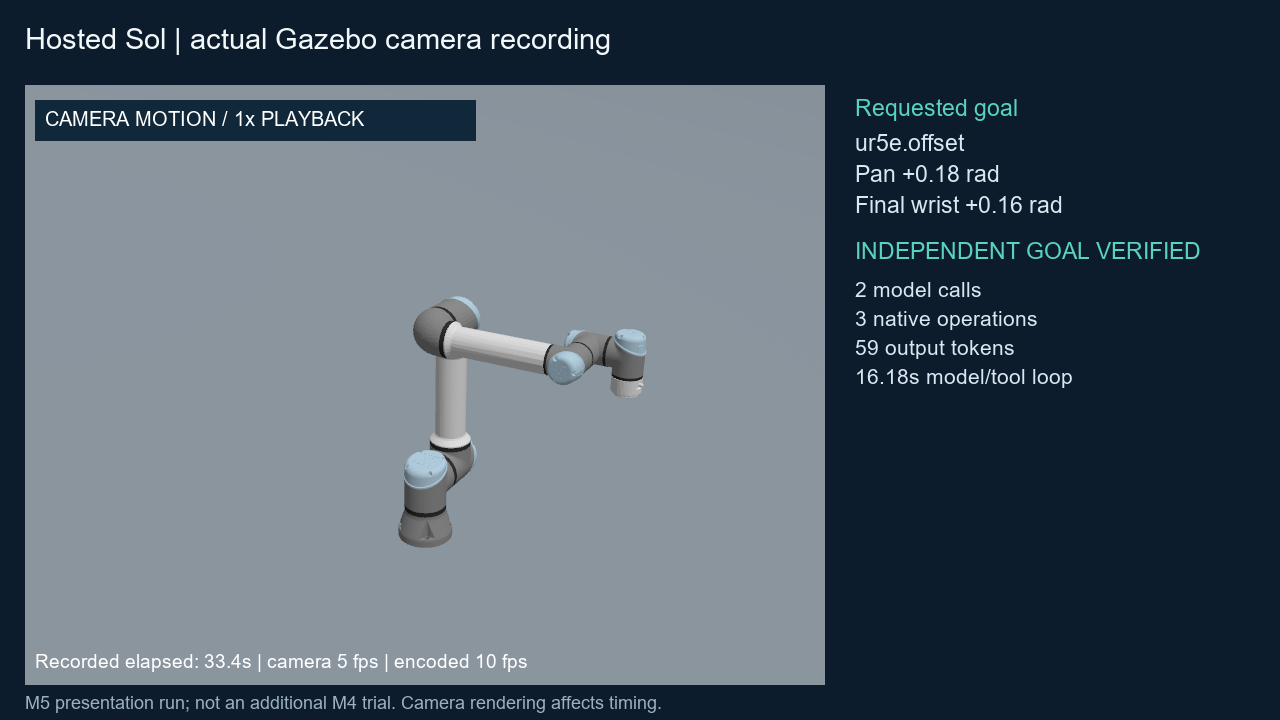 Hosted Sol | actual Gazebo camera recording
CAMERA MOTION / 1x PLAYBACK
Requested goal
ur5e.offset
Pan +0.18 rad
Final wrist +0.16 rad
INDEPENDENT GOAL VERIFIED
2 model calls
3 native operations
59 output tokens
16.18s model/tool loop
Recorded elapsed: 33.4s | camera 5 fps | encoded 10 fps
M5 presentation run; not an additional M4 trial. Camera rendering affects timing.